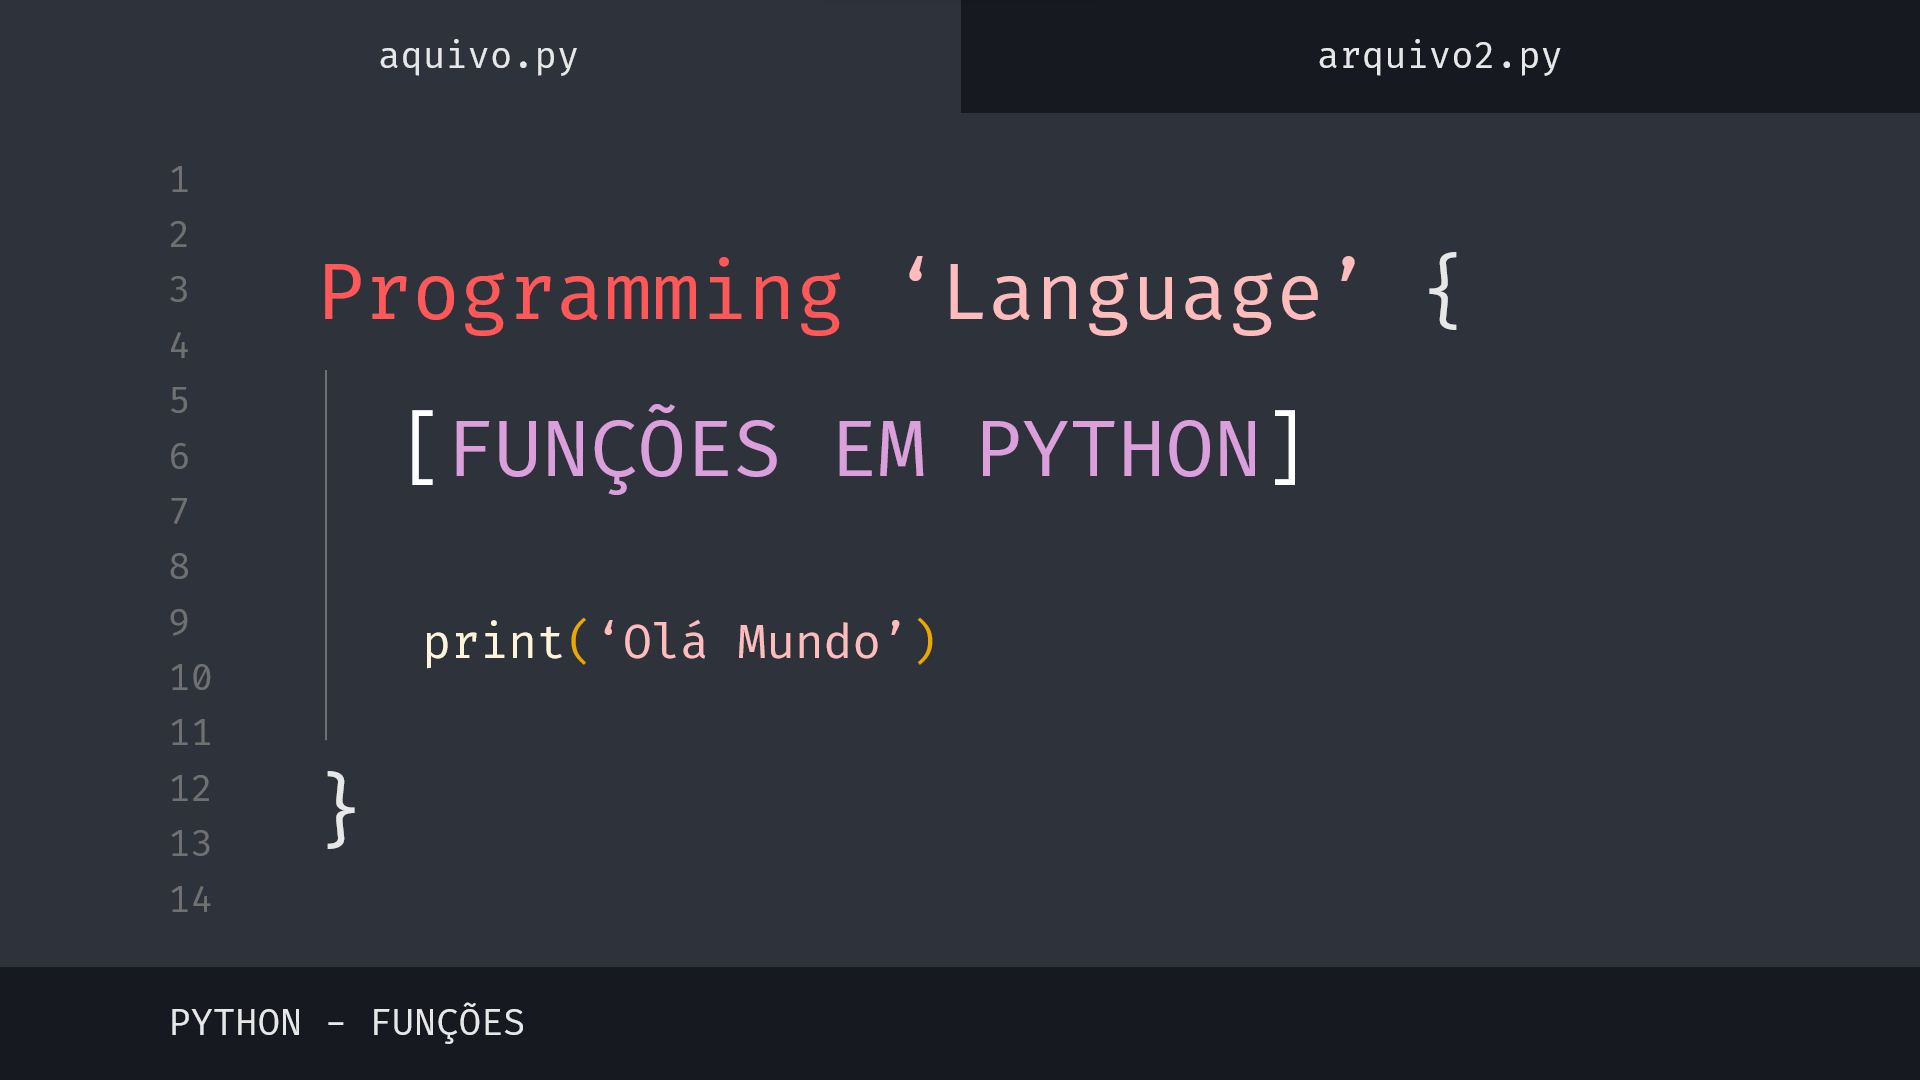 aquivo.py
arquivo2.py
1
2
3 Programming ‘Language’ {
4
5
6 [FUNÇÕES EM PYTHON]
7
8
9 print(‘Olá Mundo’)
10
11
12 }
13
14
PYTHON – FUNÇÕES